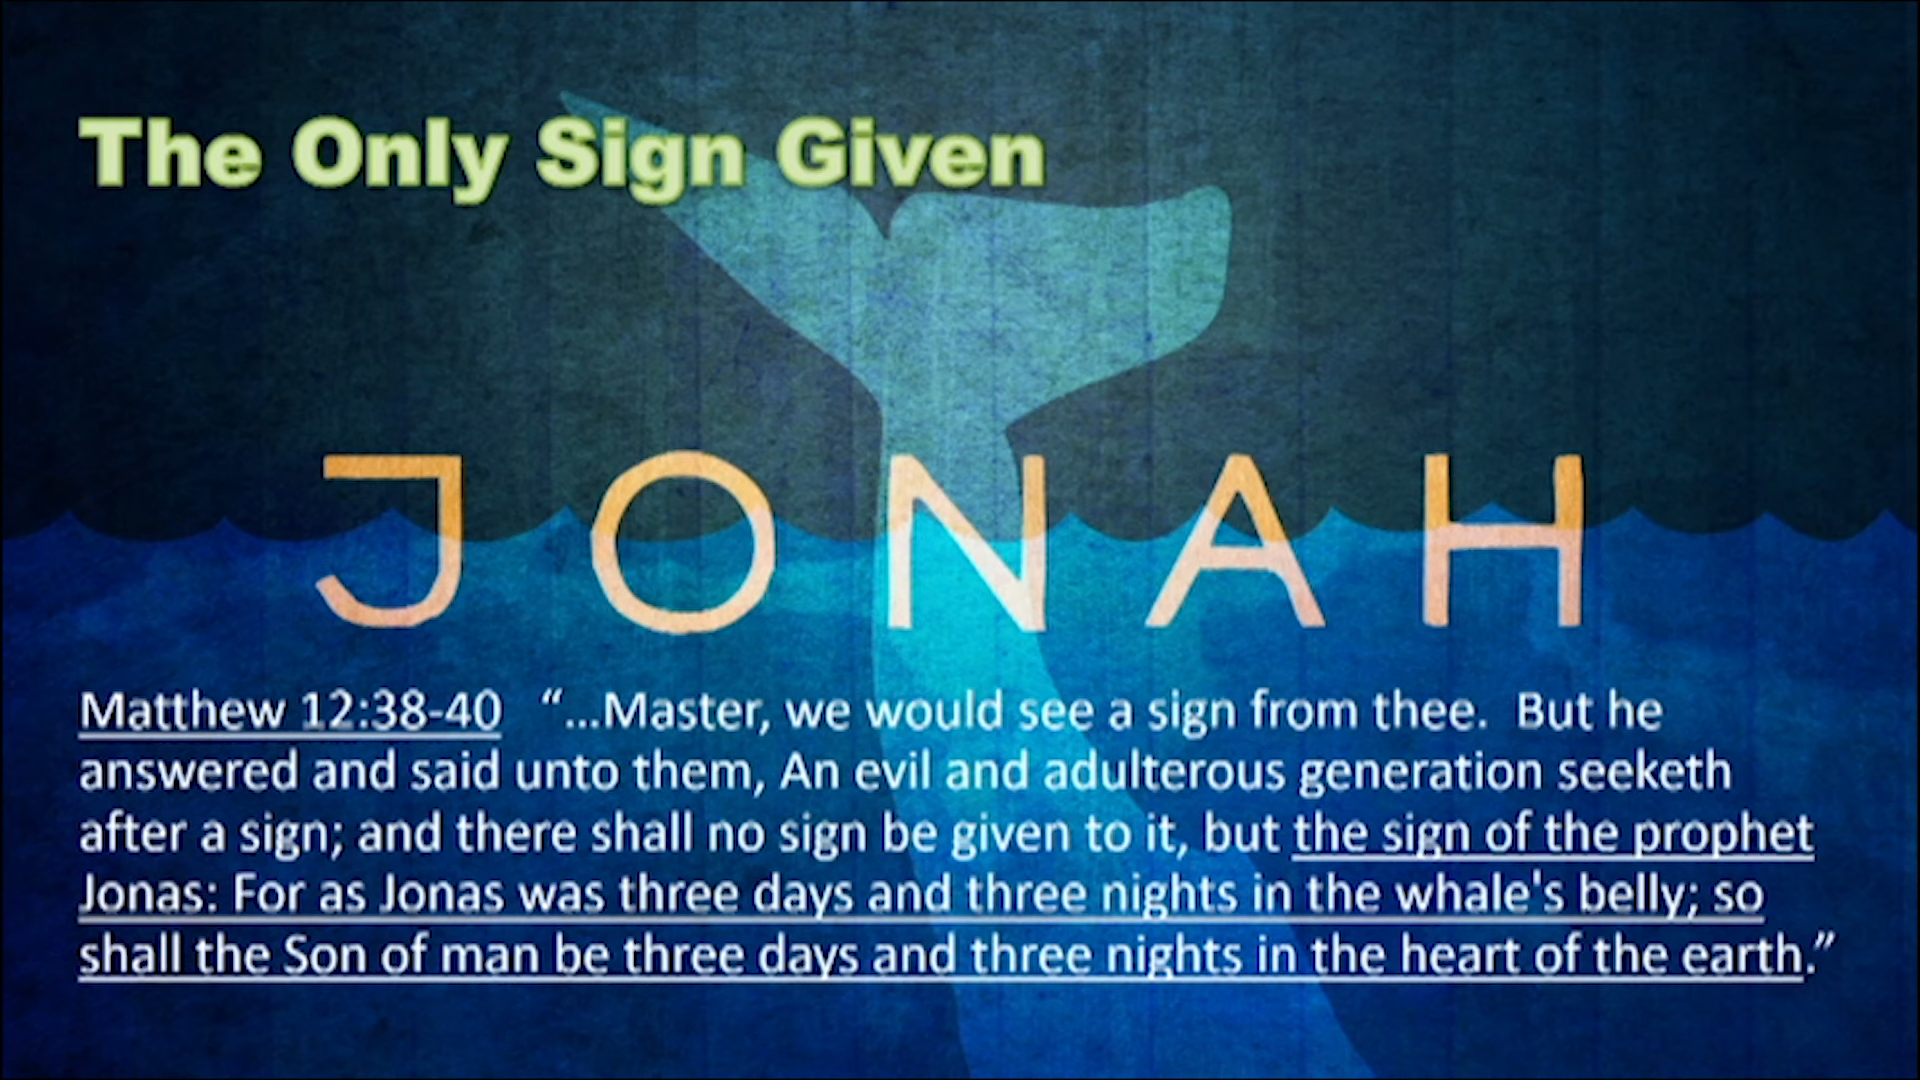 The Only Sign Given
JONAH
Matthew 12:38-40 “...Master, we would see a sign from thee. But he
answered and said unto them, An evil and adulterous generation seeketh
after a sign; and there shall no sign be given to it, but the sign of the prophet
Jonas: For as Jonas was three days and three nights in the whale's belly; so
shall the Son of man be three days and three nights in the heart of the earth.”